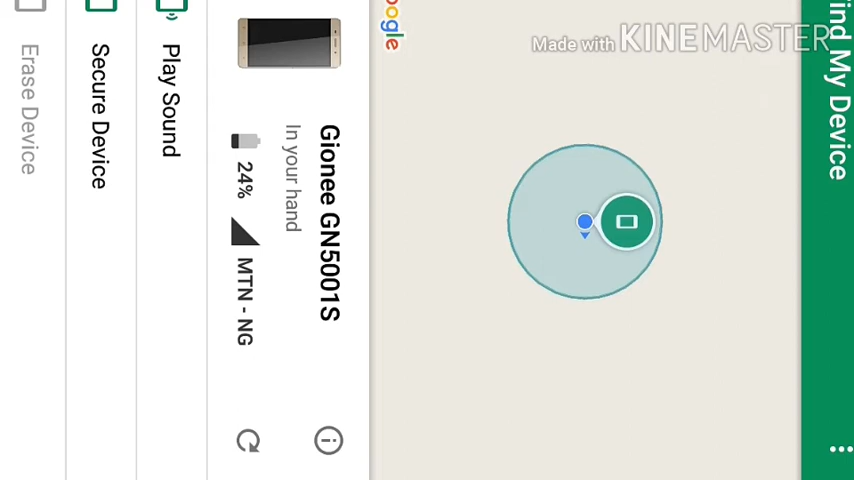 Find My Device
Made with KINEMASTER
Google
Gionee GN5001S
In your hand
24% MTN - NG
Play Sound
Secure Device
Erase Device